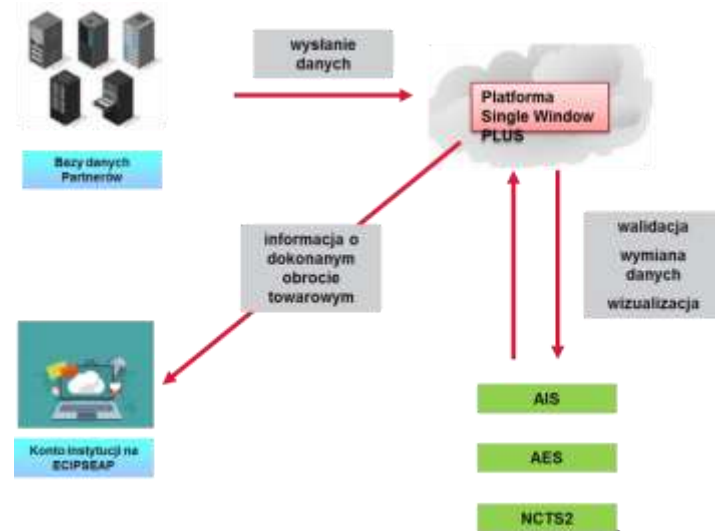 wysłanie
danych
Platforma
Single Window
PLUS
Bazy danych
Partnerów
informacja o
dokonanym
obrocie
towarowym
walidacja
wymiana
danych
wizualizacja
Konto instytucji na
ECIPSEAP
AIS
AES
NCTS2